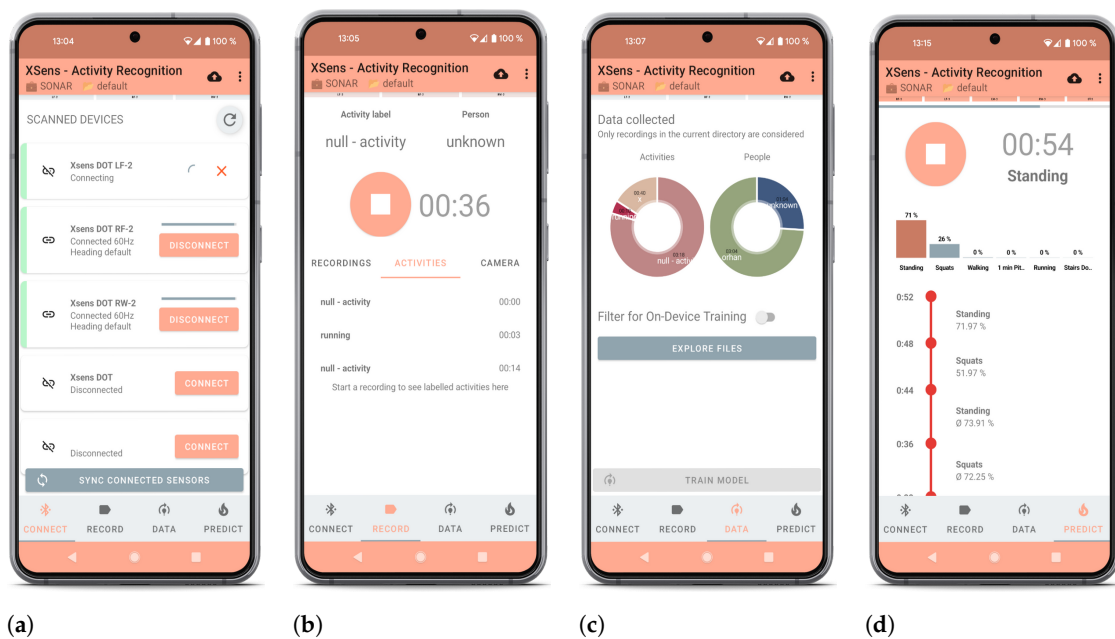 13:04
100 %
XSens - Activity Recognition
SONAR default
SCANNED DEVICES
Xsens DOT LF-2
Connecting
Xsens DOT RF-2
Connected 60Hz
Heading default
DISCONNECT
Xsens DOT RW-2
Connected 60Hz
Heading default
DISCONNECT
Xsens DOT
Disconnected
CONNECT
Disconnected
CONNECT
SYNC CONNECTED SENSORS
CONNECT RECORD DATA PREDICT
(a)
13:05
100 %
XSens - Activity Recognition
SONAR default
Activity label Person
null - activity unknown
00:36
RECORDINGS ACTIVITIES CAMERA
null - activity 00:00
running 00:03
null - activity 00:14
Start a recording to see labelled activities here
CONNECT RECORD DATA PREDICT
(b)
13:07
100 %
XSens - Activity Recognition
SONAR default
Data collected
Only recordings in the current directory are considered
Activities People
00:40
x
null - activ
unknown
orhan
Filter for On-Device Training
EXPLORE FILES
TRAIN MODEL
CONNECT RECORD DATA PREDICT
(c)
13:15
100 %
XSens - Activity Recognition
SONAR default
00:54
Standing
71 %
26 %
0 % 0 % 0 % 0 %
Standing Squats Walking 1 min Pit.. Running Stairs Do..
0:52
Standing
71.97 %
0:48
Squats
51.97 %
0:44
Standing
Ø 73.91 %
0:36
Squats
Ø 72.25 %
CONNECT RECORD DATA PREDICT
(d)